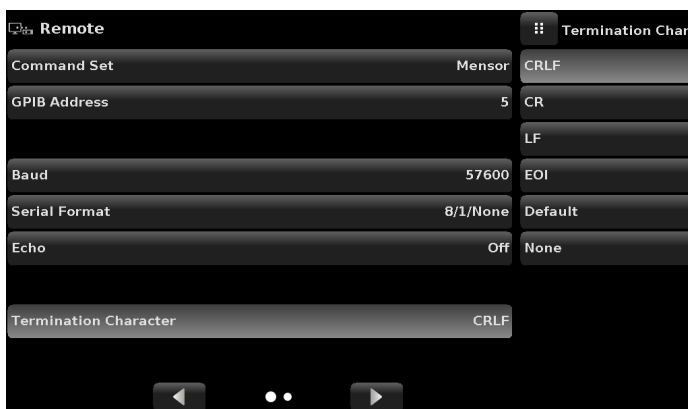 Remote
Command Set Mensor
GPIB Address 5
Baud 57600
Serial Format 8/1/None
Echo Off
Termination Character CRLF
Termination Char
CRLF
CR
LF
EOI
Default
None